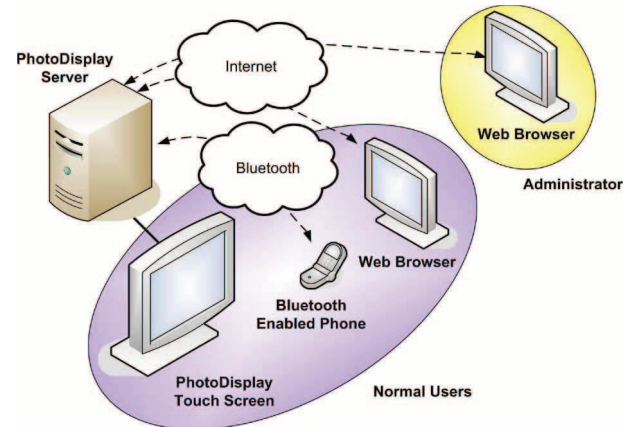 PhotoDisplay
Server
Internet
Web Browser
Administrator
Bluetooth
Web Browser
Bluetooth
Enabled Phone
PhotoDisplay
Touch Screen
Normal Users